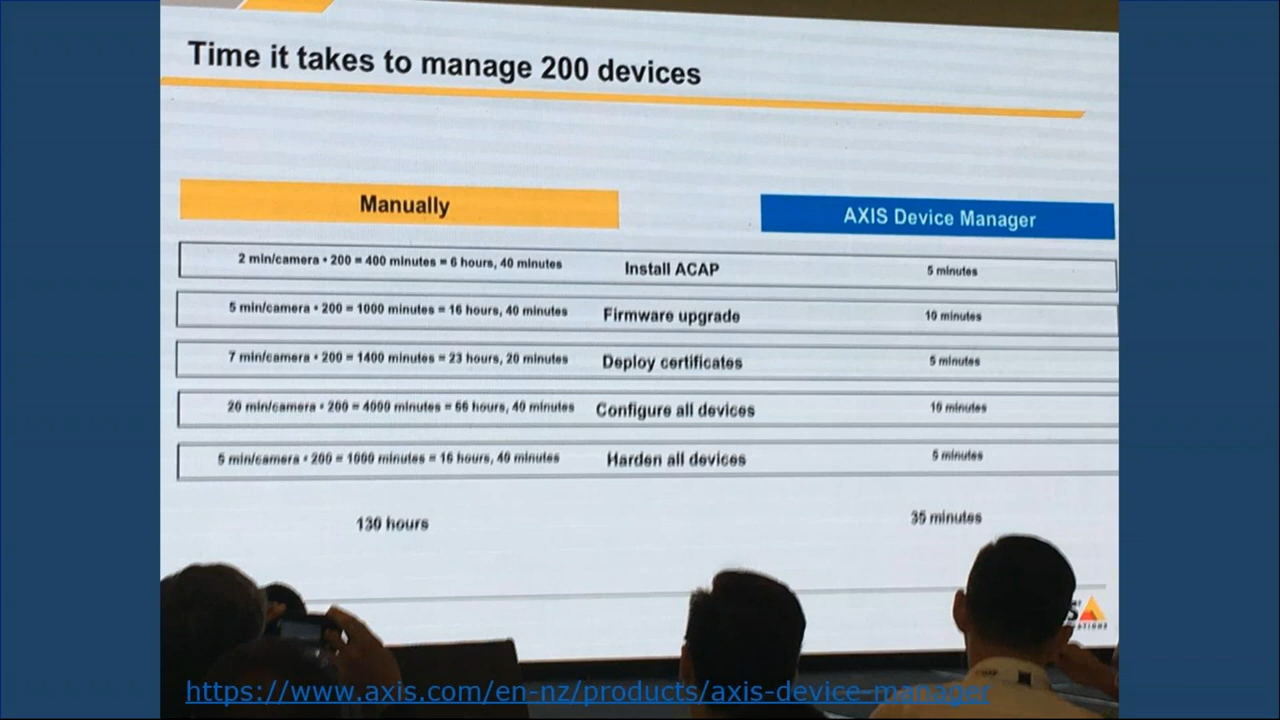 Time it takes to manage 200 devices
Manually
AXIS Device Manager
2 min/camera * 200 = 400 minutes = 6 hours, 40 minutes Install ACAP 5 minutes
5 min/camera * 200 = 1000 minutes = 16 hours, 40 minutes Firmware upgrade 10 minutes
7 min/camera * 200 = 1400 minutes = 23 hours, 20 minutes Deploy certificates 5 minutes
20 min/camera * 200 = 4000 minutes = 66 hours, 40 minutes Configure all devices 10 minutes
5 min/camera * 200 = 1000 minutes = 16 hours, 40 minutes Harden all devices 5 minutes
130 hours 35 minutes
https://www.axis.com/en-nz/products/axis-device-manager